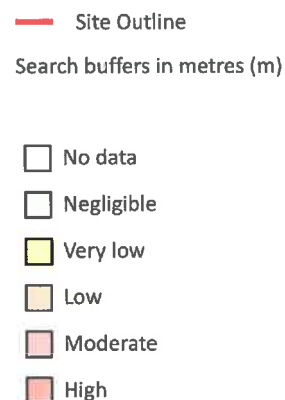 Site Outline
Search buffers in metres (m)
No data
Negligible
Very low
Low
Moderate
High